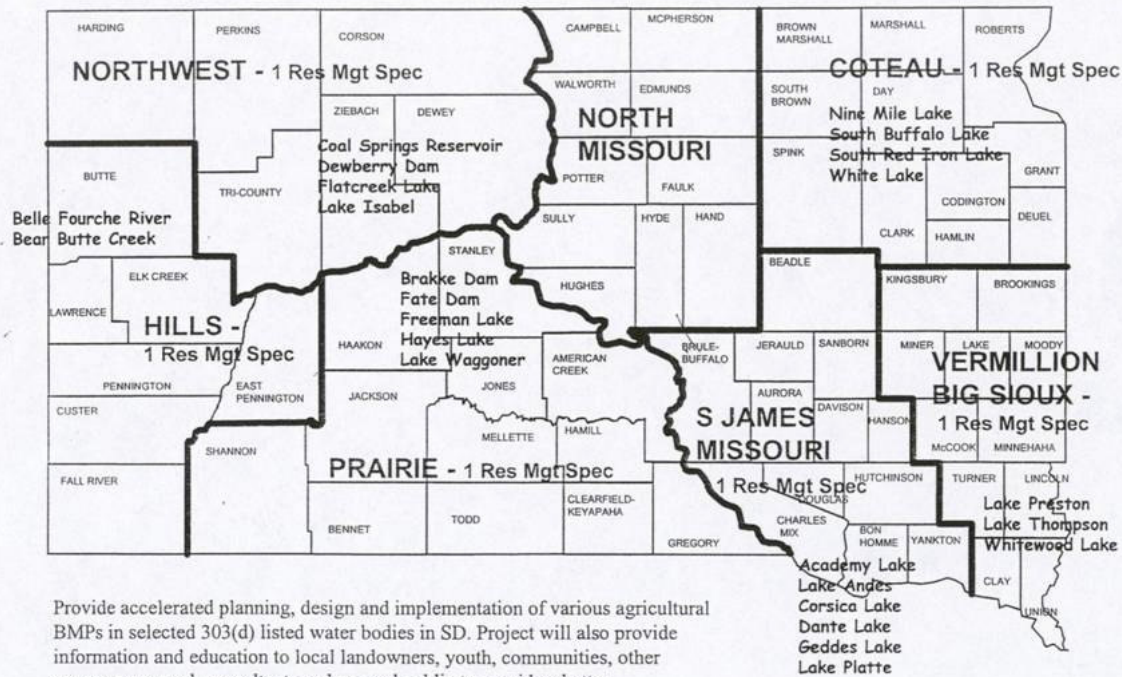 HARDING
PERKINS
CORSON
CAMPBELL
MCPHERSON
BROWN
MARSHALL
MARSHALL
ROBERTS
NORTHWEST - 1 Res Mgt Spec
COTEAU - 1 Res Mgt Spec
WALWORTH
EDMUNDS
SOUTH
BROWN
DAY
ZIEBACH
DEWEY
NORTH
MISSOURI
Nine Mile Lake
South Buffalo Lake
South Red Iron Lake
White Lake
SPINK
GRANT
Coal Springs Reservoir
Dewberry Dam
Flatcreek Lake
Lake Isabel
BUTTE
TRI-COUNTY
POTTER
FAULK
CODINGTON
DEUEL
Belle Fourche River
Bear Butte Creek
SULLY
HYDE
HAND
CLARK
HAMLIN
STANLEY
BEADLE
ELK CREEK
HUGHES
KINGSBURY
BROOKINGS
Brakke Dam
Fate Dam
Freeman Lake
Hayes Lake
Lake Waggoner
LAWRENCE
HILLS -
1 Res Mgt Spec
HAAKON
BRULE-
BUFFALO
JERAULD
SANBORN
MINER
LAKE
MOODY
AMERICAN
CREEK
VERMILLION
BIG SIOUX -
1 Res Mgt Spec
PENNINGTON
EAST
PENNINGTON
JACKSON
JONES
AURORA
DAVISON
HANSON
CUSTER
S JAMES
MISSOURI
1 Res Mgt Spec
McCOOK
MINNEHAHA
SHANNON
MELLETTE
HAMILL
PRAIRIE - 1 Res Mgt Spec
FALL RIVER
DOUGLAS
HUTCHINSON
TURNER
LINCOLN
BENNET
TODD
CLEARFIELD-
KEYAPAHA
GREGORY
CHARLES
MIX
BON
HOMME
YANKTON
Lake Preston
Lake Thompson
Whitewood Lake
CLAY
UNION
Academy Lake
Lake Andes
Corsica Lake
Dante Lake
Geddes Lake
Lake Platte
Provide accelerated planning, design and implementation of various agricultural
BMPs in selected 303(d) listed water bodies in SD. Project will also provide
information and education to local landowners, youth, communities, other